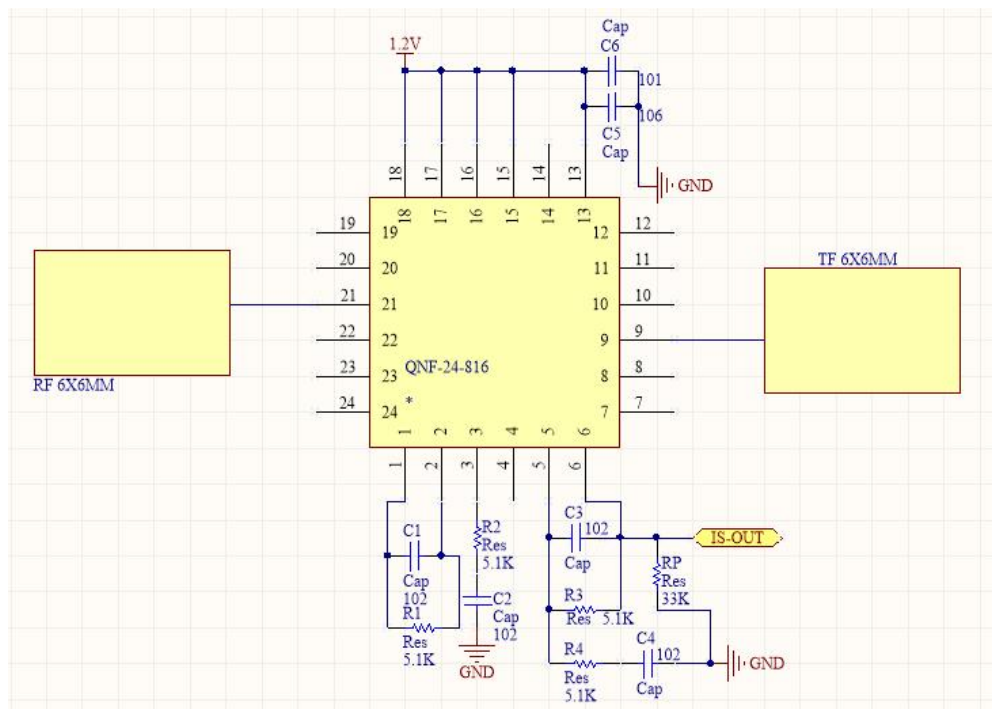 Cap
C6
1.2V
101
106
C5
Cap
GND
18
17
16
15
14
13
18
17
16
15
14
13
19
19
12
12
20
20
11
11
TF 6X6MM
21
21
10
10
22
22
9
9
23
23
QNF-24-816
8
8
RF 6X6MM
24
24
*
7
7
1
2
3
4
5
6
1
2
3
4
5
6
C1
Cap
102
R1
Res
5.1K
R2
Res
5.1K
C2
Cap
102
GND
C3
102
Cap
IS-OUT
RP
Res
33K
R3
Res 5.1K
R4
Res
5.1K
C4
102
Cap
GND